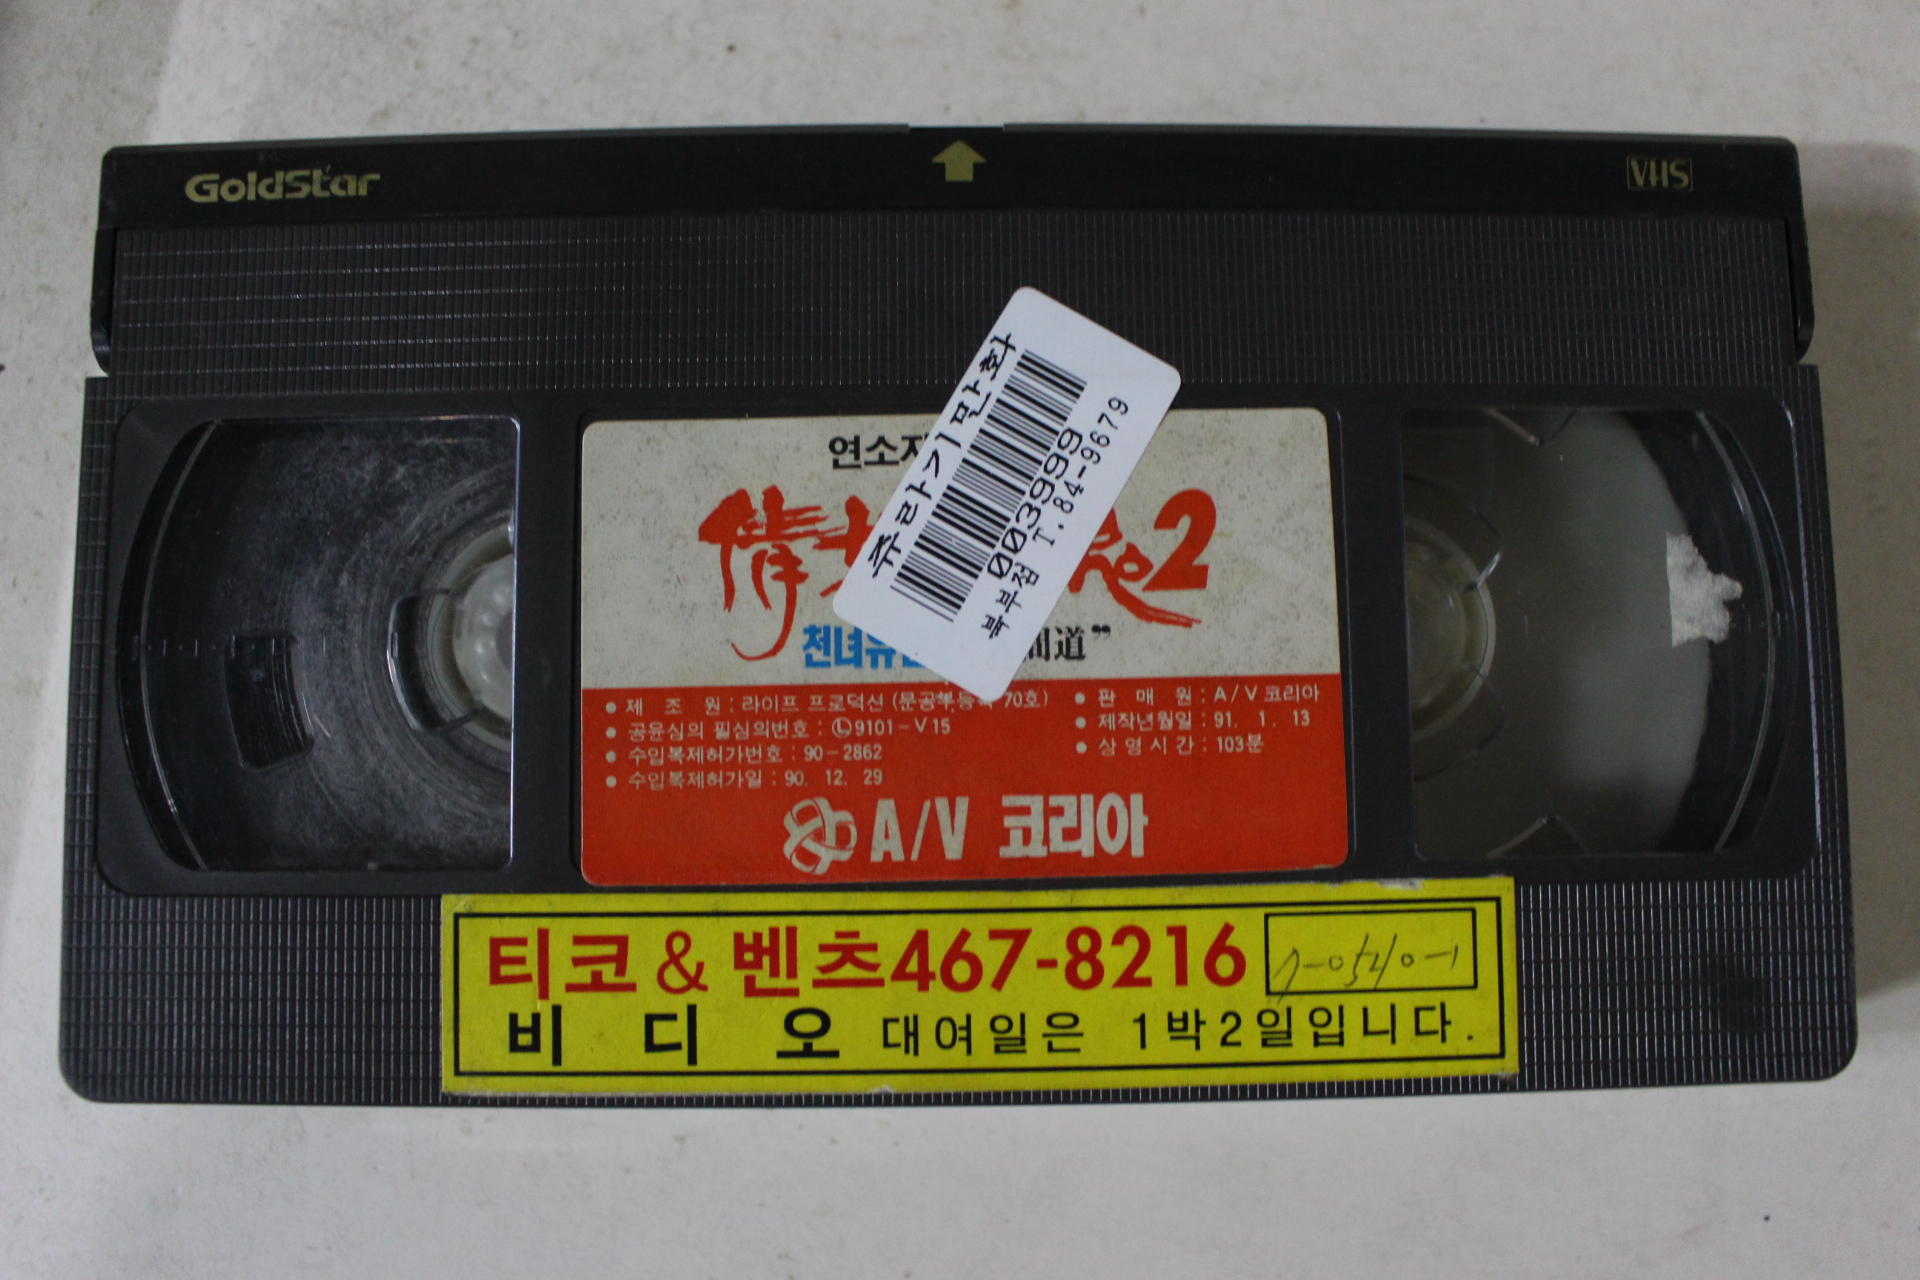 GoldStar
VHS
연소자
倩女 2
천녀유 間道"
쥬라기만화
0003999
북부점 T.84-9679
● 제 조 원 : 라이프 프로덕션 (문공부등록 70호)
● 공윤심의 필심의번호 : Ⓛ9101-V15
● 수입복제허가번호 : 90-2862
● 수입복제허가일 : 90. 12. 29
● 판 매 원 : A/V 코리아
● 제작년월일 : 91. 1. 13
● 상영시간 : 103분
A/V 코리아
티코 & 벤츠 467-8216
비 디 오 대여일은 1박2일입니다.